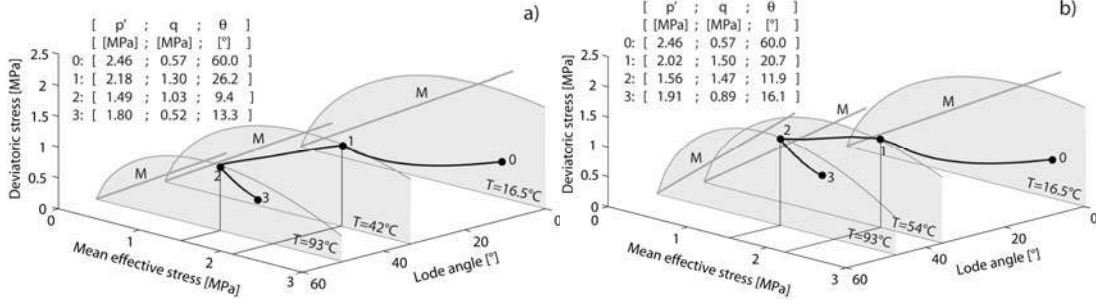 a)
[ p' ; q ; θ ]
[ [MPa] ; [MPa] ; [°] ]
0: [ 2.46 ; 0.57 ; 60.0 ]
1: [ 2.18 ; 1.30 ; 26.2 ]
2: [ 1.49 ; 1.03 ; 9.4 ]
3: [ 1.80 ; 0.52 ; 13.3 ]
Deviatoric stress [MPa]
2.5
2
1.5
1
0.5
0
M
M
M
0
1
2
3
T=16.5°C
T=42°C
T=93°C
0
1
2
3
Mean effective stress [MPa]
60
40
20
0
Lode angle [°]
b)
[ p' ; q ; θ ]
[ [MPa] ; [MPa] ; [°] ]
0: [ 2.46 ; 0.57 ; 60.0 ]
1: [ 2.02 ; 1.50 ; 20.7 ]
2: [ 1.56 ; 1.47 ; 11.9 ]
3: [ 1.91 ; 0.89 ; 16.1 ]
Deviatoric stress [MPa]
2.5
2
1.5
1
0.5
0
M
M
M
0
1
2
3
T=16.5°C
T=54°C
T=93°C
0
1
2
3
Mean effective stress [MPa]
60
40
20
0
Lode angle [°]